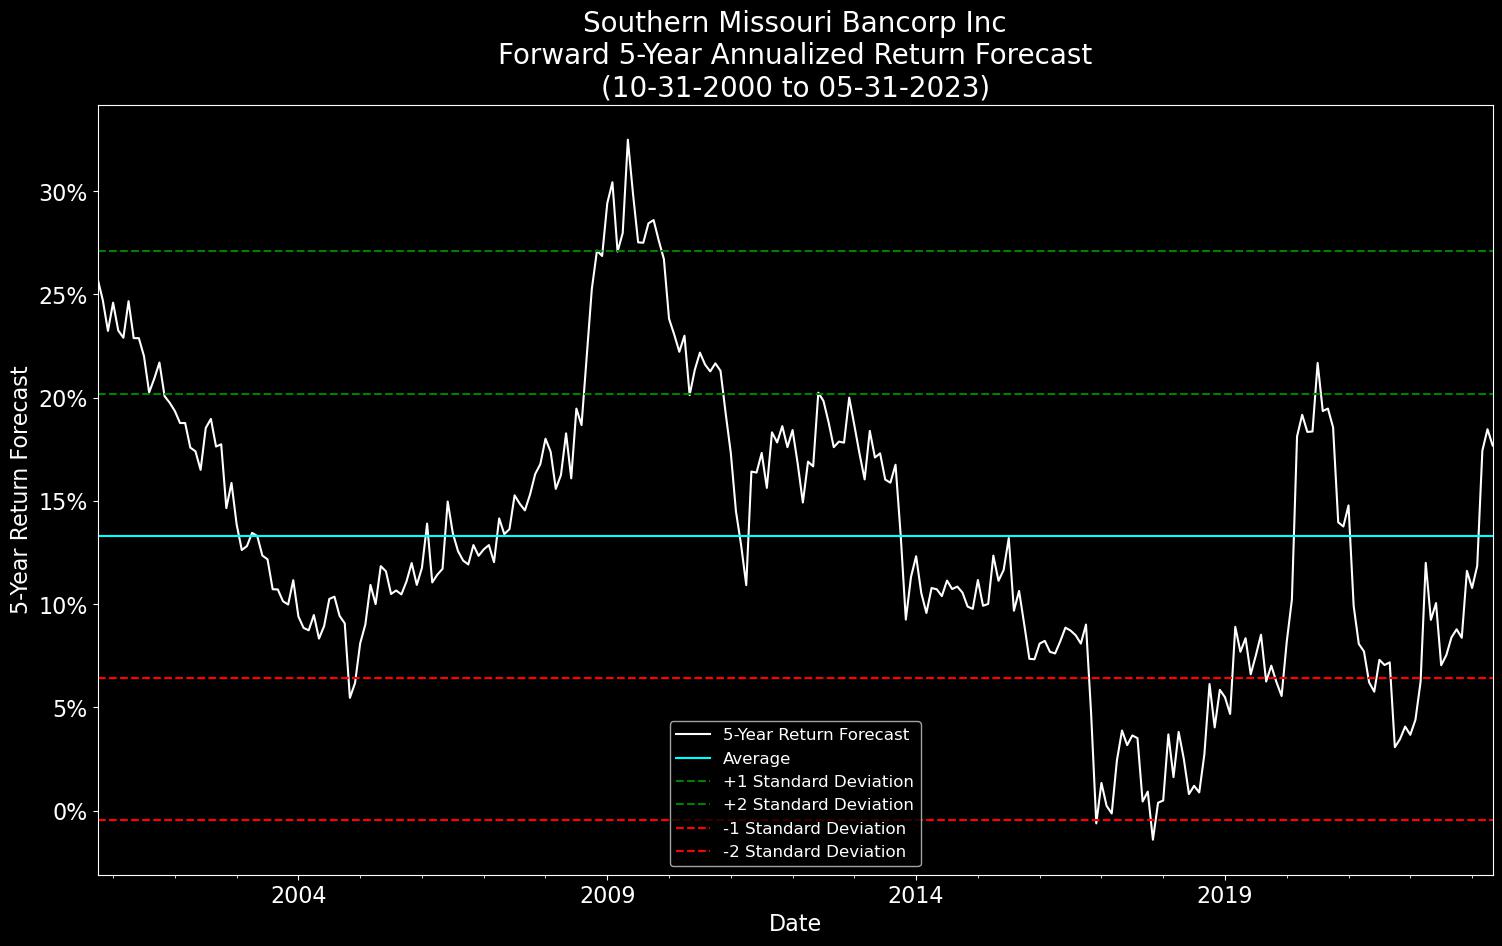 Southern Missouri Bancorp Inc
Forward 5-Year Annualized Return Forecast
(10-31-2000 to 05-31-2023)
5-Year Return Forecast
30%
25%
20%
15%
10%
5%
0%
5-Year Return Forecast
Average
+1 Standard Deviation
+2 Standard Deviation
-1 Standard Deviation
-2 Standard Deviation
2004
2009
2014
2019
Date